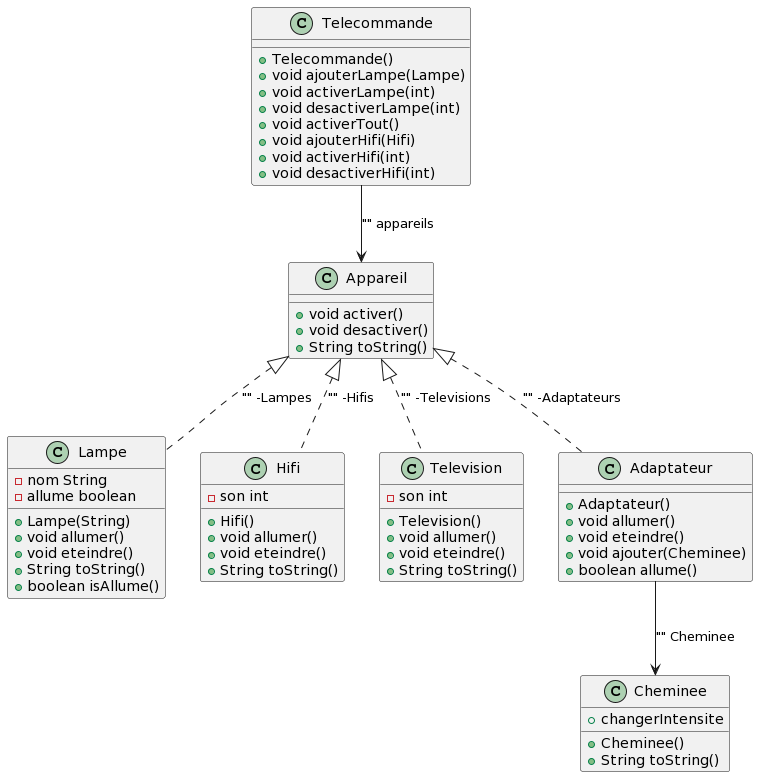 C Telecommande
Telecommande()
void ajouterLampe(Lampe)
void activerLampe(int)
void desactiverLampe(int)
void activerTout()
void ajouterHifi(Hifi)
void activerHifi(int)
void desactiverHifi(int)
"" appareils
C Appareil
void activer()
void desactiver()
String toString()
"" -Lampes
"" -Hifis
"" -Televisions
"" -Adaptateurs
C Lampe
nom String
allume boolean
Lampe(String)
void allumer()
void eteindre()
String toString()
boolean isAllume()
C Hifi
son int
Hifi()
void allumer()
void eteindre()
String toString()
C Television
son int
Television()
void allumer()
void eteindre()
String toString()
C Adaptateur
Adaptateur()
void allumer()
void eteindre()
void ajouter(Cheminee)
boolean allume()
"" Cheminee
C Cheminee
changerIntensite
Cheminee()
String toString()